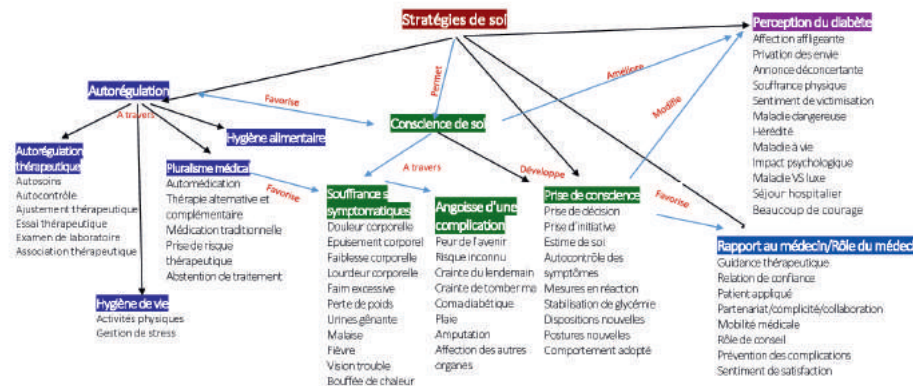 Stratégies de soi
Perception du diabète
Affection affligeante
Privation des envie
Annonce déconcertante
Souffrance physique
Sentiment de victimisation
Maladie dangereuse
Hérédité
Maladie à vie
Impact psychologique
Maladie VS luxe
Séjour hospitalier
Beaucoup de courage
Permet
Améliore
Modifie
Autorégulation
Favorise
A travers
Hygiène alimentaire
Conscience de soi
Autorégulation
thérapeutique
Autosoins
Autocontrôle
Ajustement thérapeutique
Essai thérapeutique
Examen de laboratoire
Association thérapeutique
Pluralisme médical
Automédication
Thérapie alternative et
complémentaire
Médication traditionnelle
Prise de risque
thérapeutique
Abstention de traitement
Favorise
A travers
Développe
Souffrance s
symptomatiques
Douleur corporelle
Epuisement corporel
Faiblesse corporelle
Lourdeur corporelle
Faim excessive
Perte de poids
Urines gênante
Malaise
Fièvre
Vision trouble
Bouffée de chaleur
Angoisse d'une
complication
Peur de l'avenir
Risque inconnu
Crainte du lendemain
Crainte de tomber ma
Coma diabétique
Plaie
Amputation
Affection des autres
organes
Prise de conscience
Prise de décision
Prise d'initiative
Estime de soi
Autocontrôle des
symptômes
Mesures en réaction
Stabilisation de glycémie
Dispositions nouvelles
Postures nouvelles
Comportement adopté
Favorise
Rapport au médecin/Rôle du médec
Guidance thérapeutique
Relation de confiance
Patient appliqué
Partenariat/complicité/collaboration
Mobilité médicale
Rôle de conseil
Prévention des complications
Sentiment de satisfaction
Hygiène de vie
Activités physiques
Gestion de stress